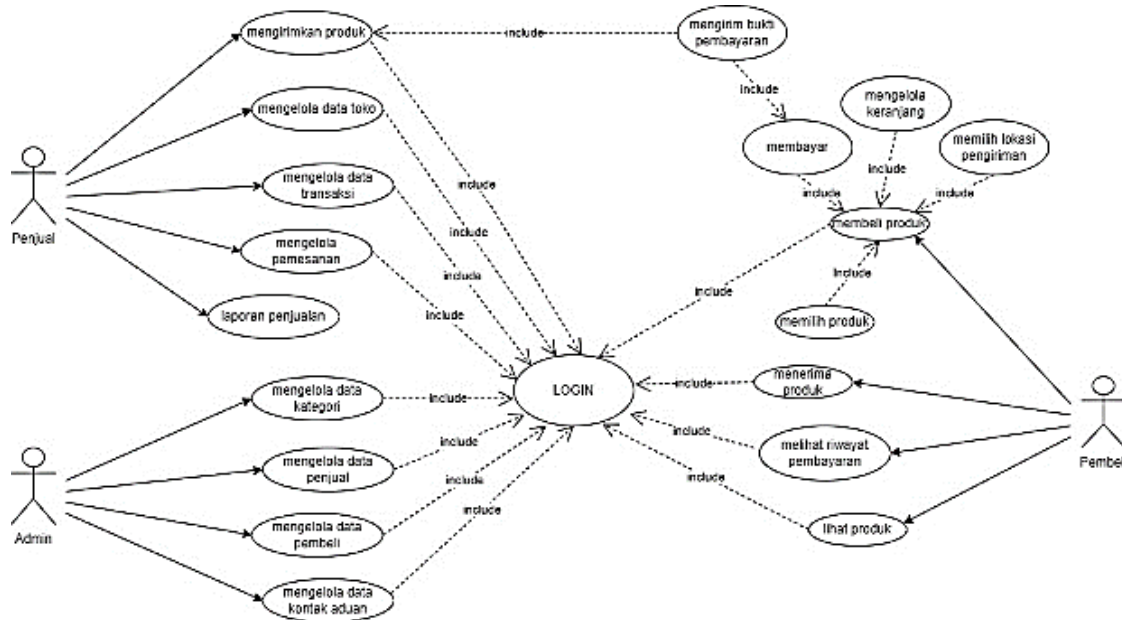 mengirimkan produk
include
mengirim bukti
pembayaran
include
mengelola
keranjang
mengelola data toko
membayar
memilih lokasi
pengiriman
include
include
include
include
mengelola data
transaksi
include
Penjual
membeli produk
mengelola
pemesanan
include
include
Include
include
include
laporan penjualan
memilih produk
LOGIN
mengelola data
kategori
include
include
menerima
produk
include
melihat riwayat
pembayaran
Pembel
mengelola data
penjual
include
include
include
include
Admin
mengelola data
pembeli
lihat produk
mengelola data
kontak aduan